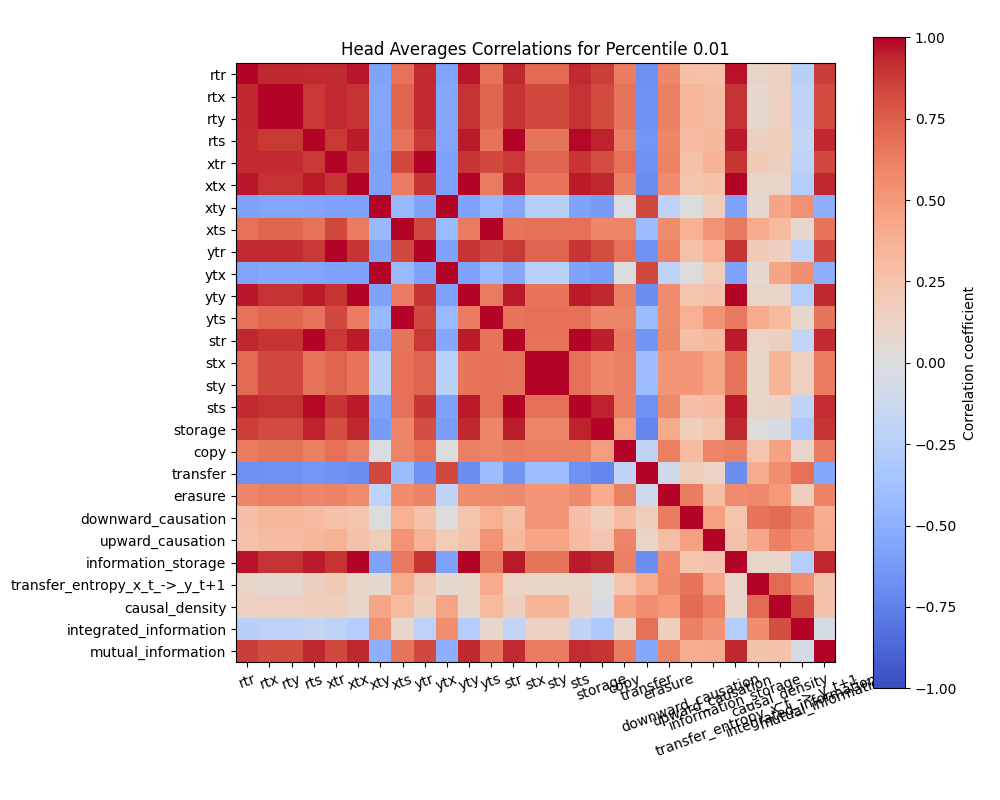 Head Averages Correlations for Percentile 0.01
rtr
rtx
rty
rts
xtr
xtx
xty
xts
ytr
ytx
yty
yts
str
stx
sty
sts
storage
copy
transfer
erasure
downward_causation
upward_causation
information_storage
transfer_entropy_x_t_->_y_t+1
causal_density
integrated_information
mutual_information
rtr
rtx
rty
rts
xtr
xtx
xty
xts
ytr
ytx
yty
yts
str
stx
sty
sts
storage
copy
transfer
erasure
downward_causation
upward_causation
information_storage
transfer_entropy_x_t_->_y_t+1
causal_density
integrated_information
mutual_information
1.00
0.75
0.50
0.25
0.00
−0.25
−0.50
−0.75
−1.00
Correlation coefficient